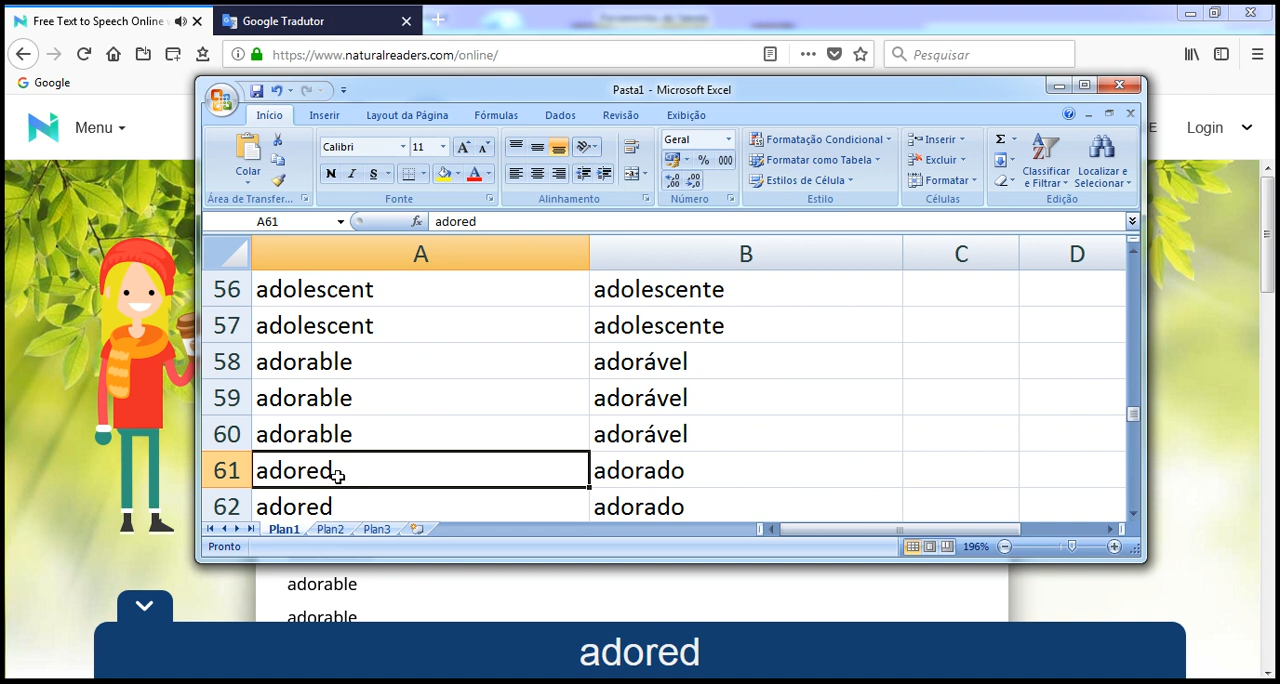 Free Text to Speech Online
Google Tradutor
https://www.naturalreaders.com/online/
Pesquisar
Google
Menu
Login
Pasta1 - Microsoft Excel
Início Inserir Layout da Página Fórmulas Dados Revisão Exibição
Colar
Calibri 11
N I S
Geral
% 000
Formatação Condicional
Formatar como Tabela
Estilos de Célula
Inserir
Excluir
Formatar
Classificar e Filtrar
Localizar e Selecionar
Área de Transfer... Fonte Alinhamento Número Estilo Células Edição
A61 fx adored
A B C D
56 adolescent adolescente
57 adolescent adolescente
58 adorable adorável
59 adorable adorável
60 adorable adorável
61 adored adorado
62 adored adorado
Plan1 Plan2 Plan3
Pronto 196%
adorable
adorable
adored